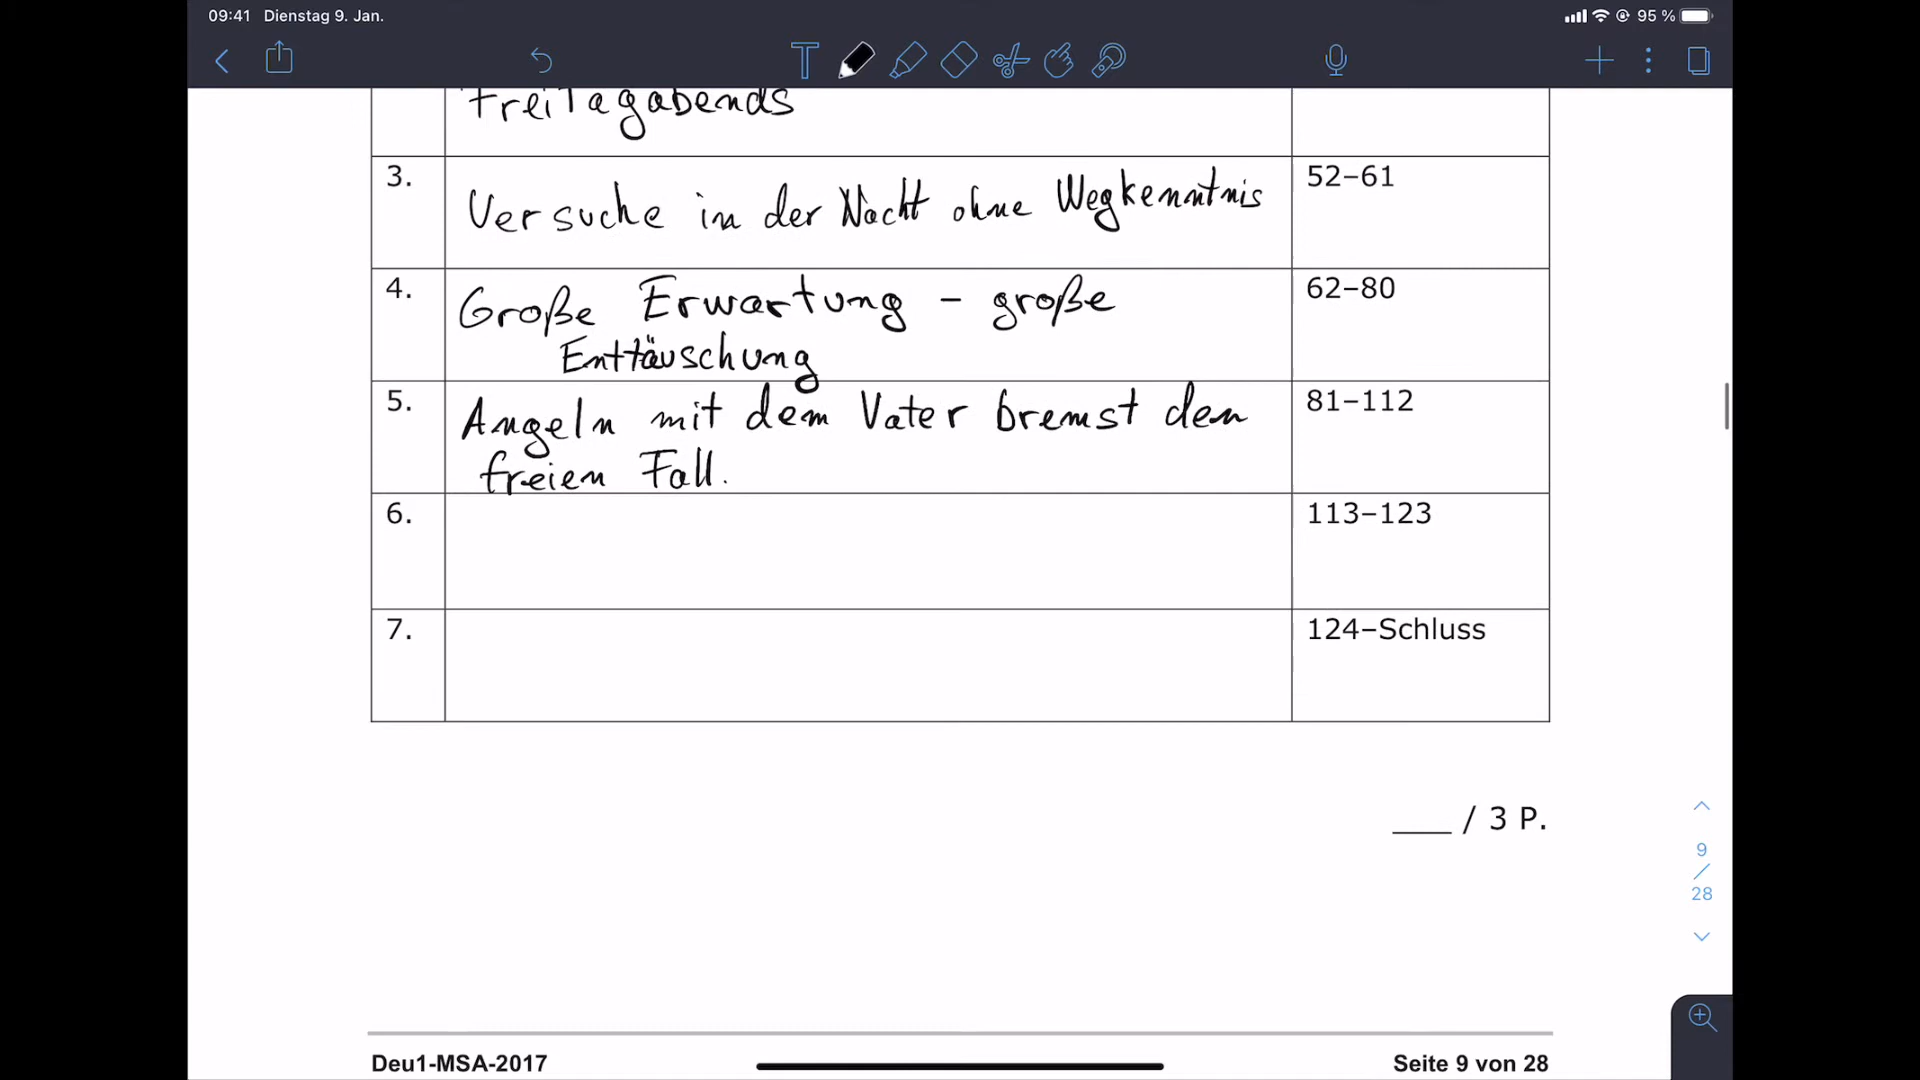 09:41 Dienstag 9. Jan.
95 %
T
Freitagabends
3. Versuche in der Nacht ohne Wegkenntnis 52–61
4. Große Erwartung - große 62–80
Enttäuschung
5. Angeln mit dem Vater bremst den 81–112
freien Fall.
6. 113–123
7. 124–Schluss
___ / 3 P.
9
/
28
Deu1-MSA-2017 Seite 9 von 28